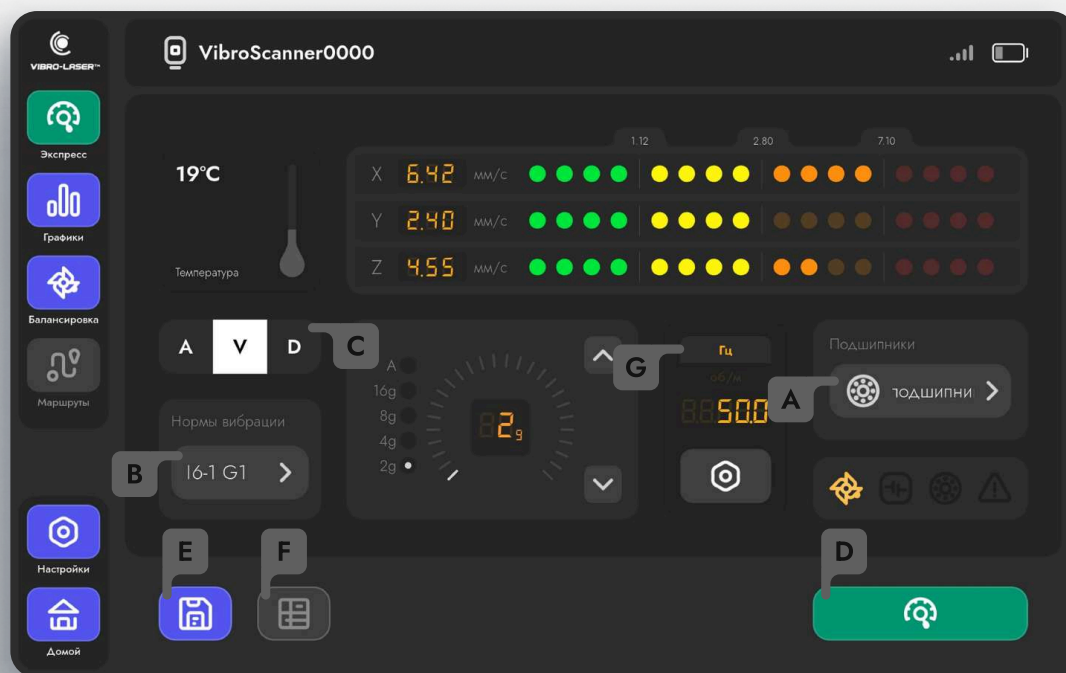 VIBRO-LASER™
VibroScanner0000
Экспресс
Графики
Балансировка
Маршруты
Настройки
Домой
19°C
Температура
1.12 2.80 7.10
X 6.42 мм/с
Y 2.40 мм/с
Z 4.55 мм/с
A V D
C
Нормы вибрации
B
16-1 G1
A
16g
8g
4g
2g
2g
G
Гц
об/м
50.0
Подшипники
A
подшипни
E
F
D